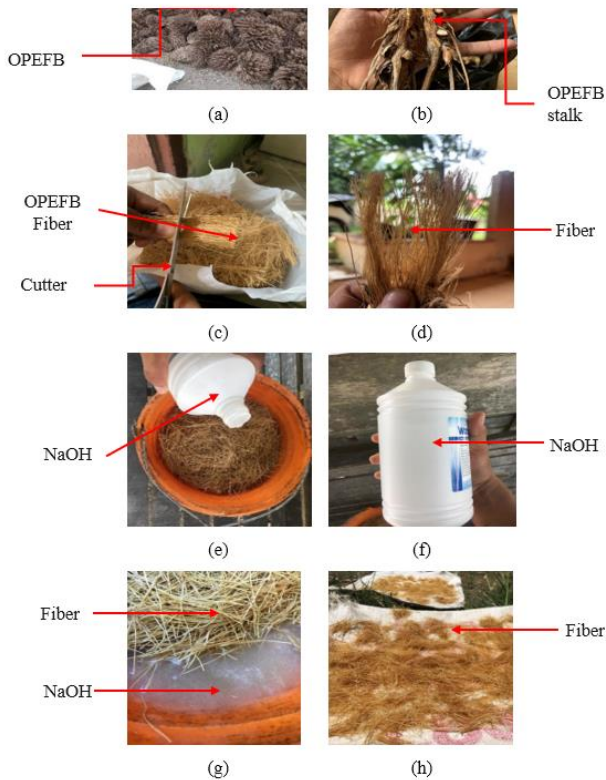 OPEFB
(a)
(b)
OPEFB
stalk
OPEFB
Fiber
Cutter
(c)
Fiber
(d)
NaOH
(e)
NaOH
(f)
Fiber
NaOH
(g)
Fiber
(h)